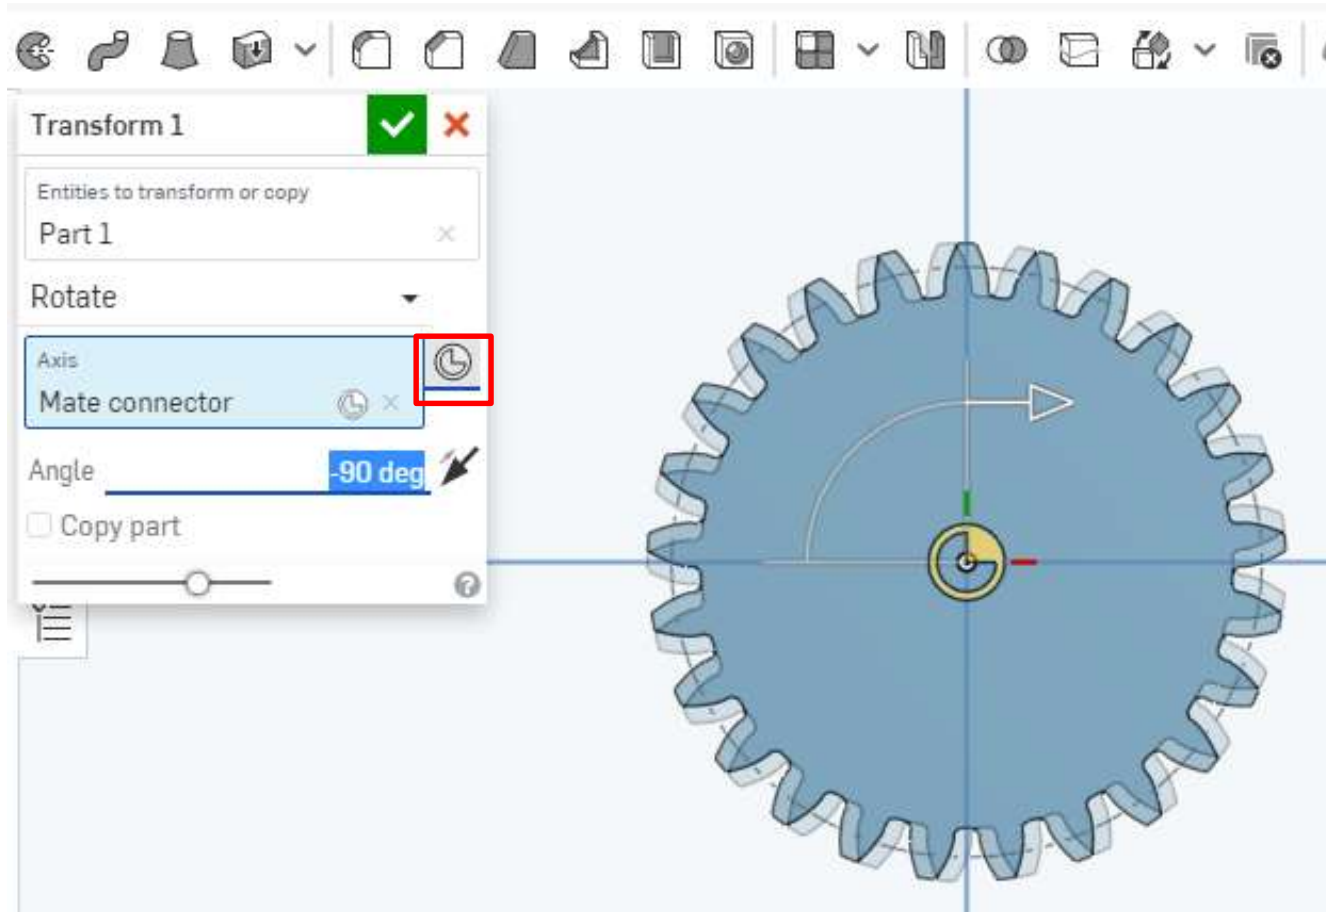 Transform 1
Entities to transform or copy
Part 1
Rotate
Axis
Mate connector
Angle -90 deg
Copy part